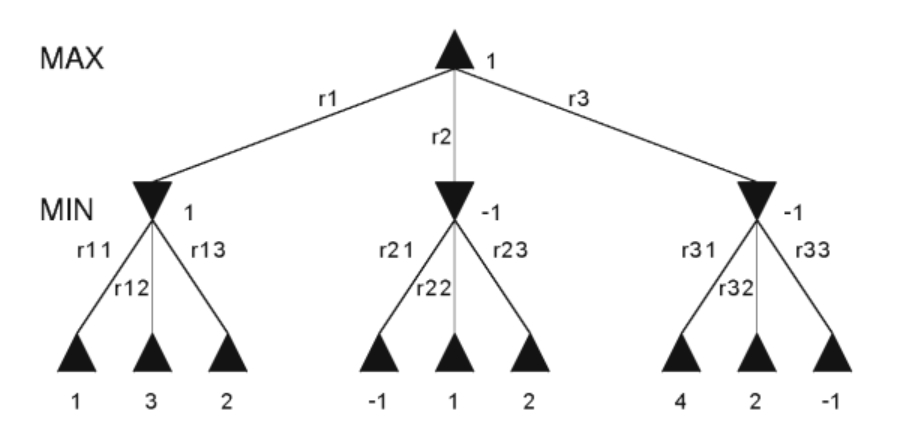 MAX 1
r1 r3
r2
MIN 1 -1 -1
r11 r13 r21 r23 r31 r33
r12 r22 r32
1 3 2 -1 1 2 4 2 -1